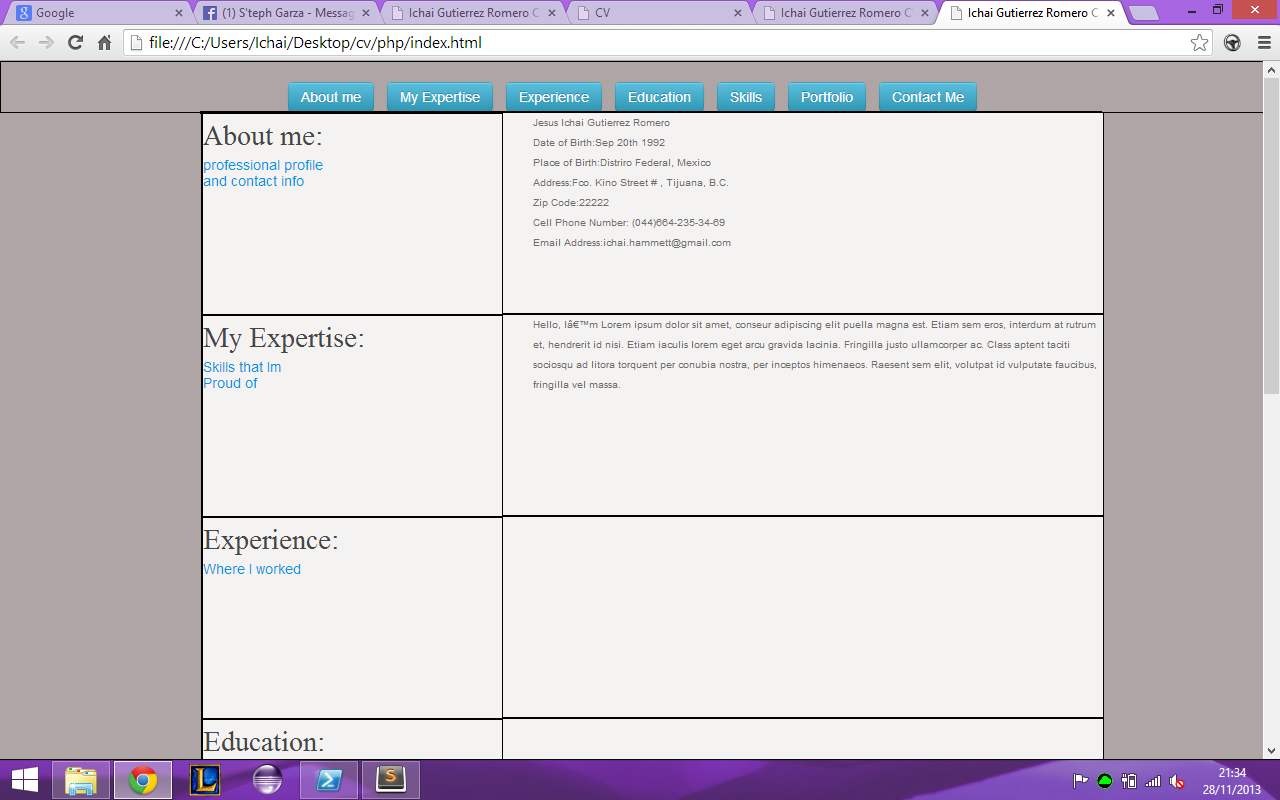 Google
(1) S'teph Garza - Messag
Ichai Gutierrez Romero C
CV
Ichai Gutierrez Romero C
Ichai Gutierrez Romero C
file:///C:/Users/Ichai/Desktop/cv/php/index.html
About me
My Expertise
Experience
Education
Skills
Portfolio
Contact Me
About me:
professional profile
and contact info
Jesus Ichai Gutierrez Romero
Date of Birth:Sep 20th 1992
Place of Birth:Distriro Federal, Mexico
Address:Fco. Kino Street # , Tijuana, B.C.
Zip Code:22222
Cell Phone Number: (044)664-235-34-69
Email Address:ichai.hammett@gmail.com
My Expertise:
Skills that Im
Proud of
Hello, Iâ€™m Lorem ipsum dolor sit amet, conseur adipiscing elit puella magna est. Etiam sem eros, interdum at rutrum
et, hendrerit id nisi. Etiam iaculis lorem eget arcu gravida lacinia. Fringilla justo ullamcorper ac. Class aptent taciti
sociosqu ad litora torquent per conubia nostra, per inceptos himenaeos. Raesent sem elit, volutpat id vulputate faucibus,
fringilla vel massa.
Experience:
Where I worked
Education:
21:34
28/11/2013